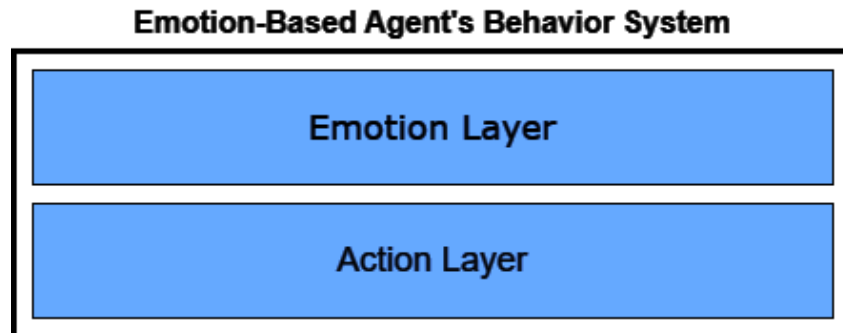 Emotion-Based Agent's Behavior System
Emotion Layer
Action Layer